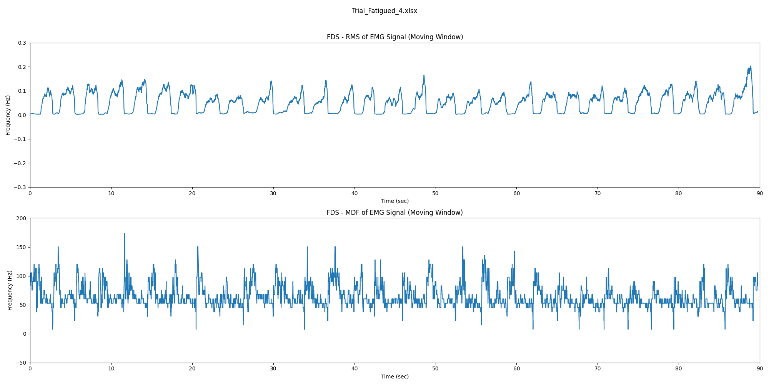 Trial_Fatigued_4.xlsx
FDS - RMS of EMG Signal (Moving Window)
0.3
0.2
0.1
0.0
−0.1
−0.2
−0.3
Frequency (Hz)
0 10 20 30 40 50 60 70 80 90
Time (sec)
FDS - MDF of EMG Signal (Moving Window)
200
150
100
50
0
−50
Frequency (Hz)
0 10 20 30 40 50 60 70 80 90
Time (sec)